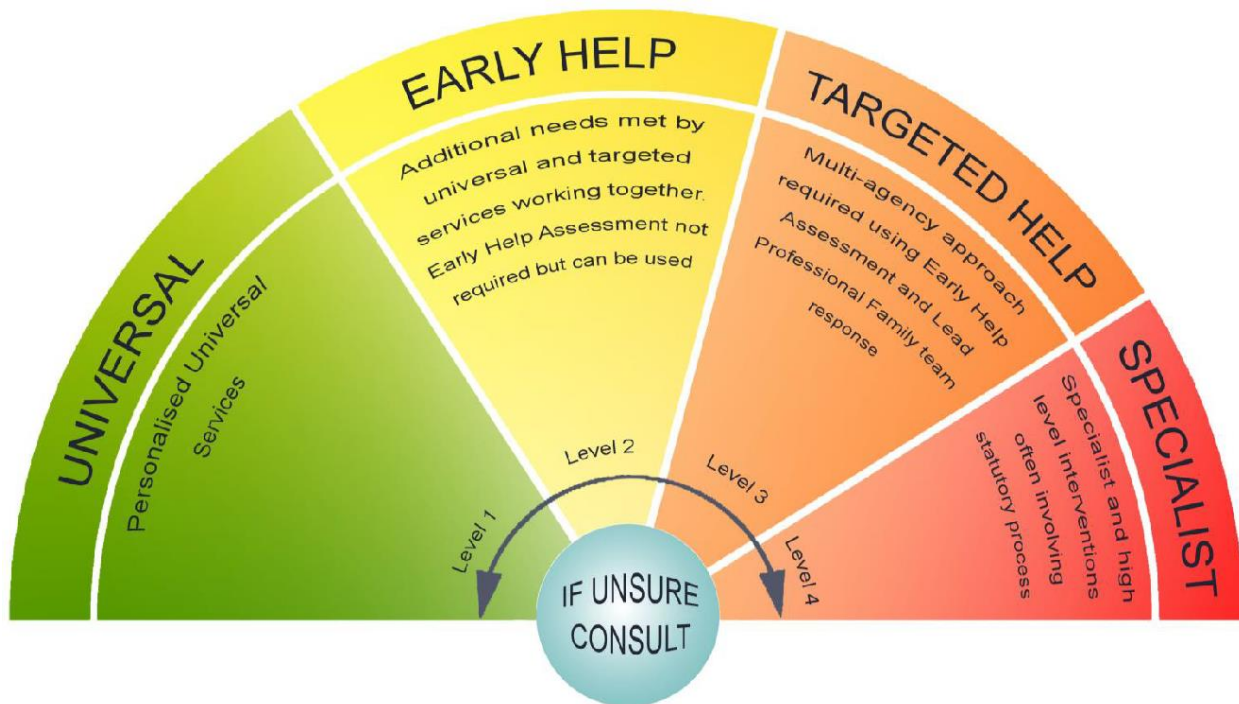 UNIVERSAL
Personalised Universal
Services
Level 1
EARLY HELP
Additional needs met by
universal and targeted
services working together.
Early Help Assessment not
required but can be used
Level 2
TARGETED HELP
Multi-agency approach
required using Early Help
Assessment and Lead
Professional Family team
response
Level 3
SPECIALIST
Specialist and high
level interventions
often involving
statutory process
Level 4
IF UNSURE
CONSULT